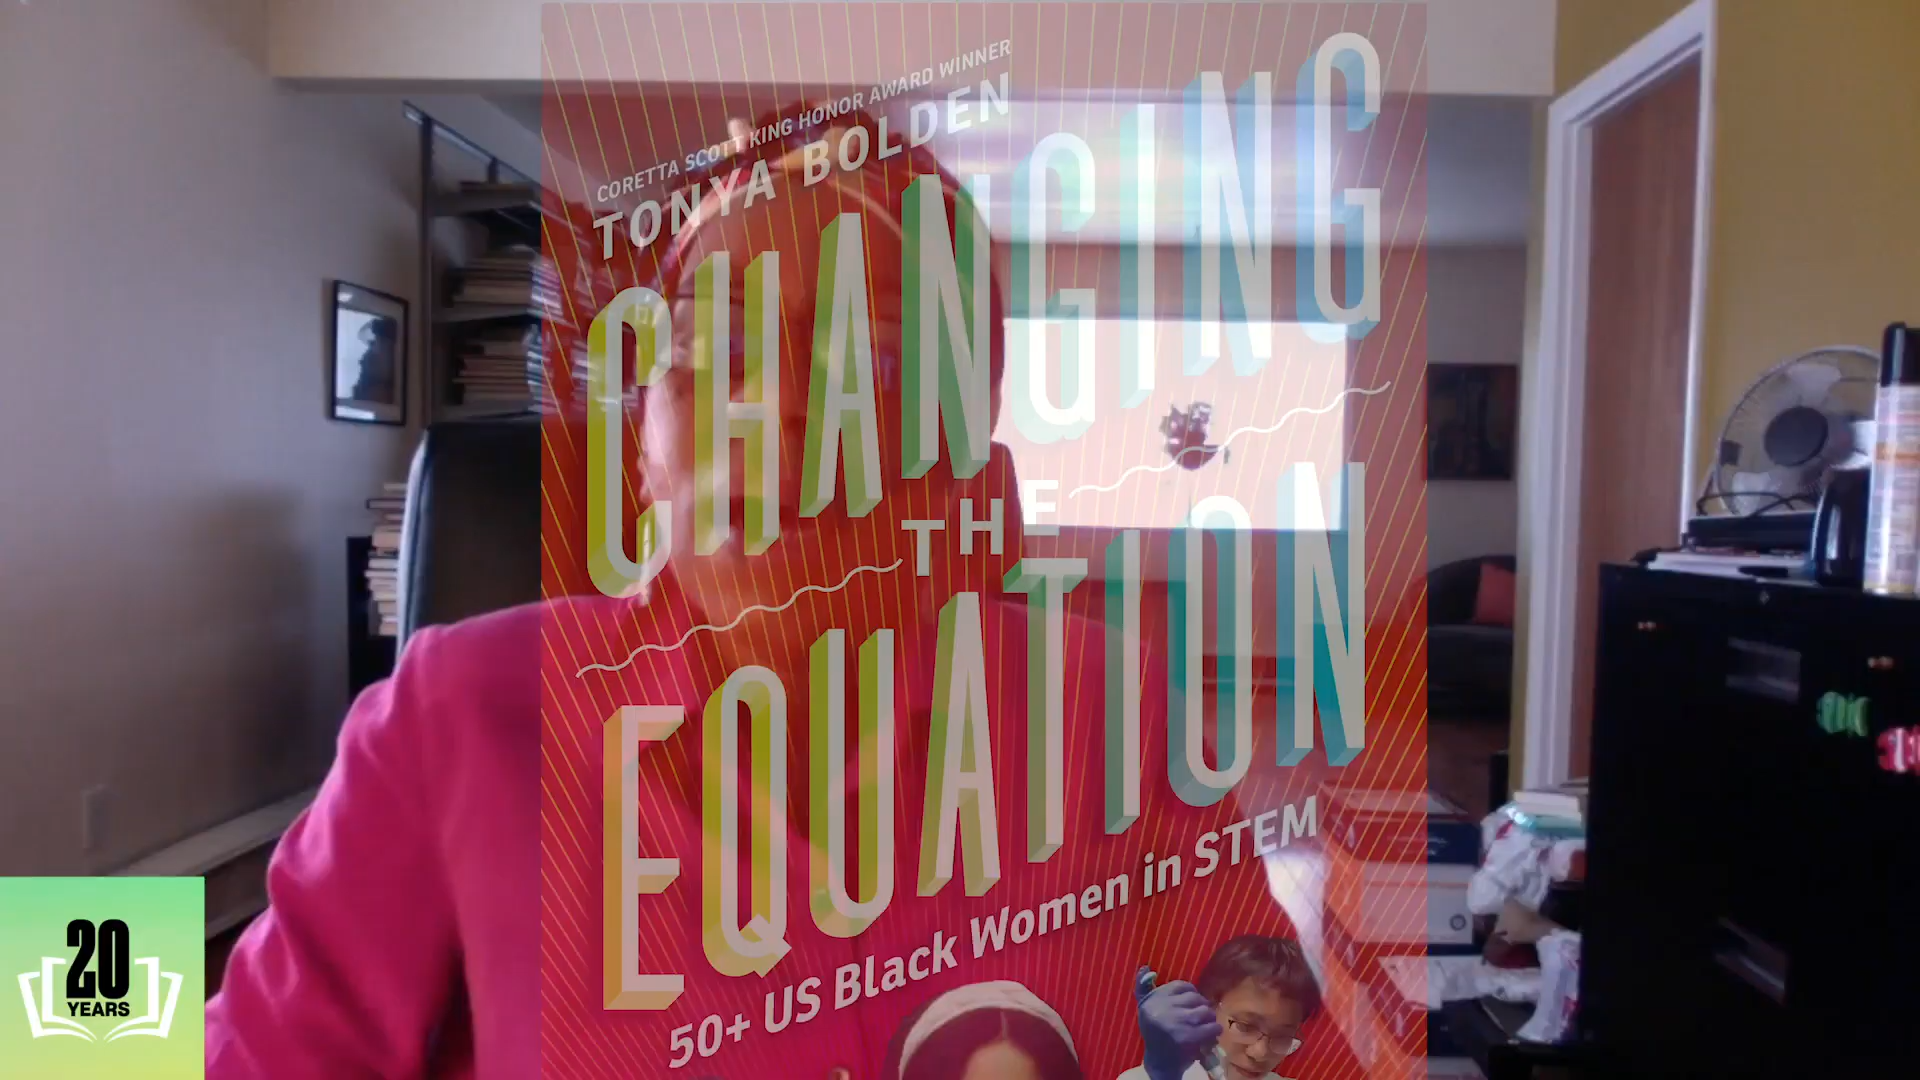 CORETTA SCOTT KING HONOR AWARD WINNER
TONYA BOLDEN
CHANGING
THE
EQUATION
50+ US Black Women in STEM
20
YEARS